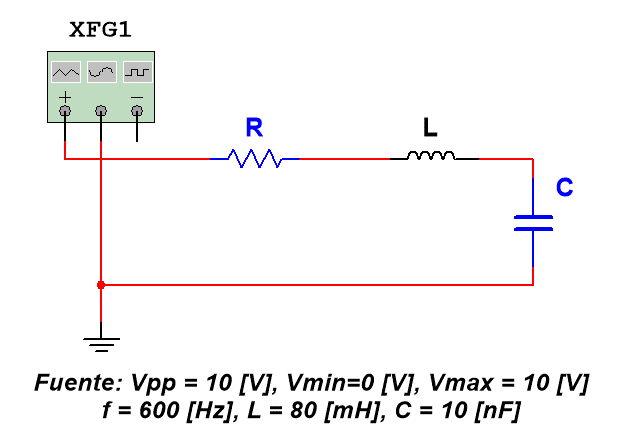 XFG1
+ −
R
L
C
Fuente: Vpp = 10 [V], Vmin=0 [V], Vmax = 10 [V]
f = 600 [Hz], L = 80 [mH], C = 10 [nF]